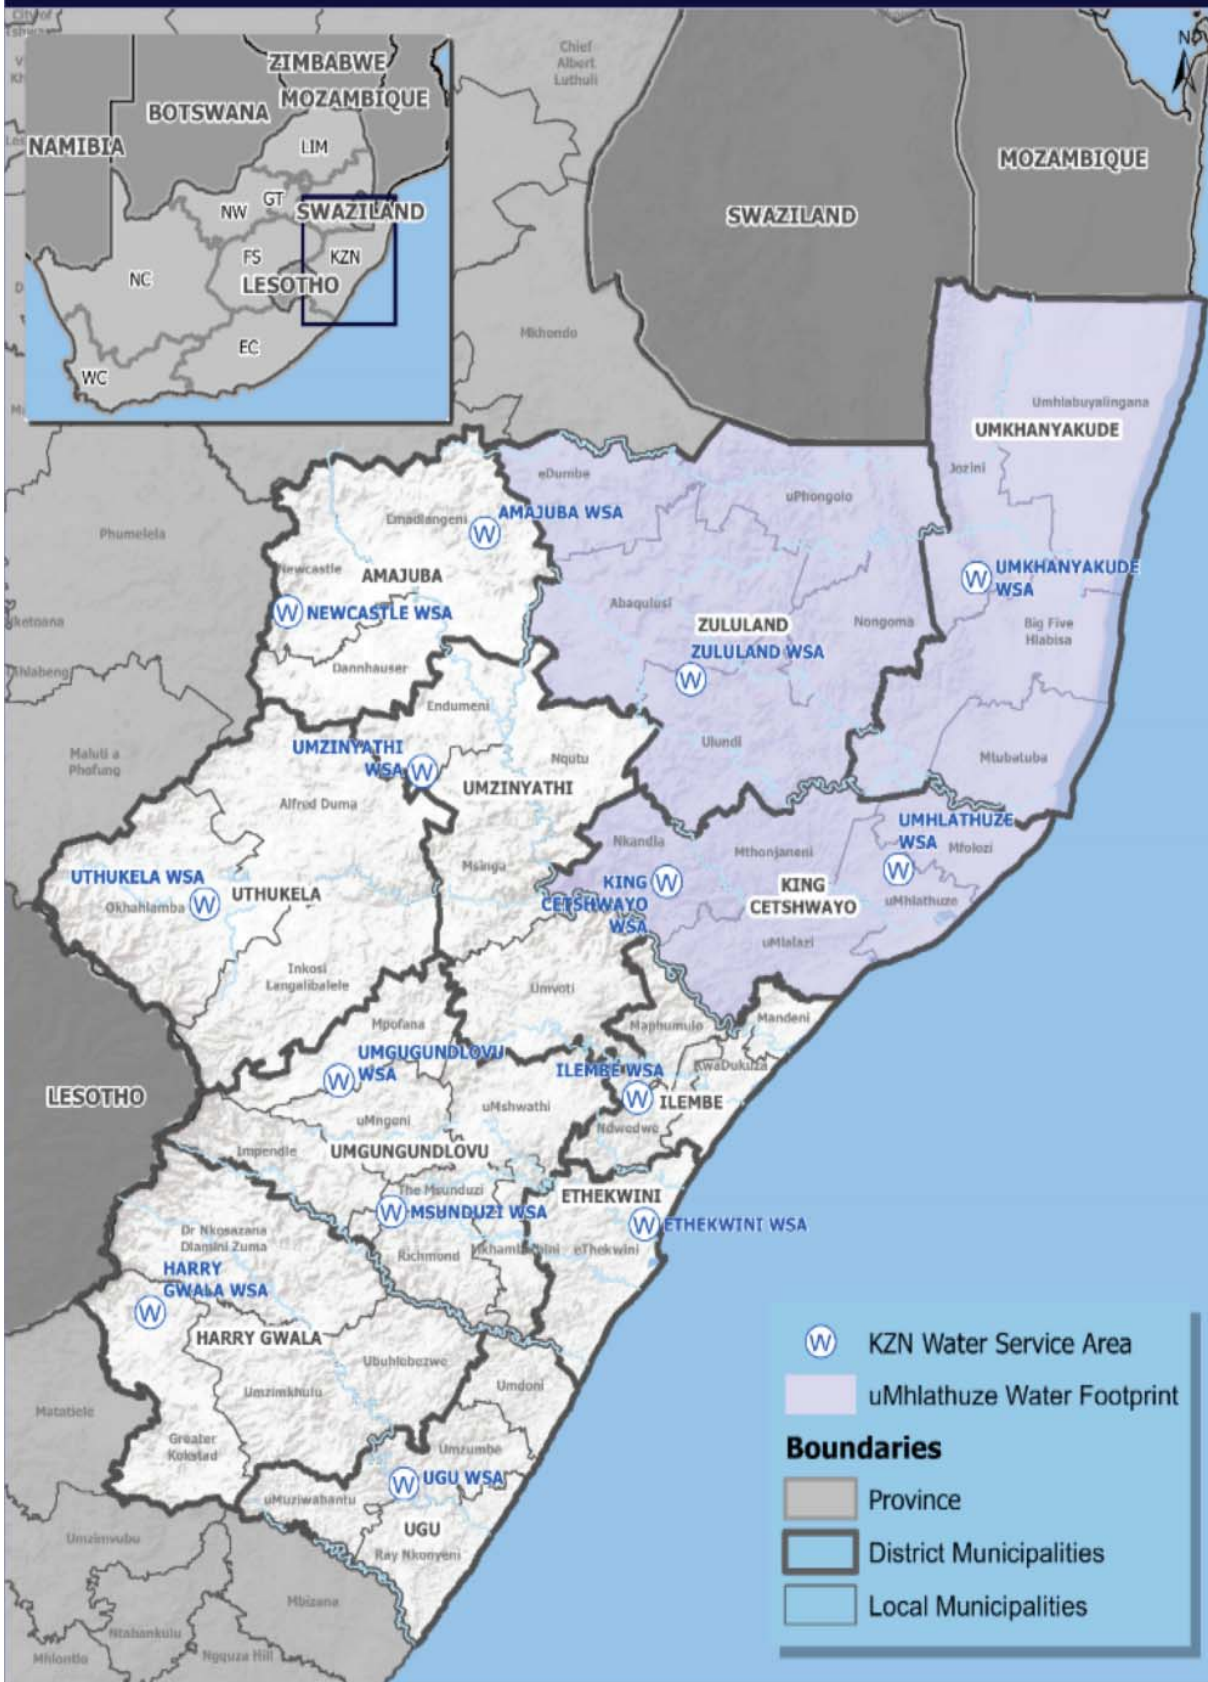 ZIMBABWE
MOZAMBIQUE
BOTSWANA
NAMIBIA
LIM
GT
NW
SWAZILAND
FS
KZN
NC
LESOTHO
EC
WC
Chief
Albert
Luthuli
MOZAMBIQUE
SWAZILAND
Mkhondo
Umhlabuyalingana
UMKHANYAKUDE
Jozini
eDumbe
uPhongolo
Phumelela
Emadlangeni
AMAJUBA WSA
Newcastle
AMAJUBA
NEWCASTLE WSA
W
W
UMKHANYAKUDE
WSA
W
Abaqulusi
ZULULAND
Nongoma
Big Five
Hlabisa
ZULULAND WSA
W
Dannhauser
Endumeni
Ulundi
Mtubatuba
Maluti a
Phofung
UMZINYATHI
WSA
W
Nqutu
UMZINYATHI
Alfred Duma
UMHLATHUZE
WSA
W
Mfolozi
Nkandla
Mthonjaneni
Msinga
KING
CETSHWAYO
WSA
W
KING
CETSHWAYO
uMhlathuze
uMlalazi
UTHUKELA WSA
Okhahlamba
W
UTHUKELA
Inkosi
Langalibalele
Umvoti
Mpofana
Maphumulo
Mandeni
UMGUGUNDLOVU
WSA
W
ILEMBE WSA
KwaDukuza
LESOTHO
W
ILEMBE
uMshwathi
uMngeni
Ndwedwe
Impendle
UMGUNGUNDLOVU
The Msunduzi
ETHEKWINI
W
MSUNDUZI WSA
W
ETHEKWINI WSA
Dr Nkosazana
Dlamini Zuma
Richmond
eThekwini
HARRY
GWALA WSA
W
HARRY GWALA
Ubuhlebezwe
Umzimkhulu
Umdoni
Matatiele
Greater
Kokstad
Umzumbe
W
UGU WSA
uMuziwabantu
UGU
Ray Nkonyeni
Umzimvubu
Mbizana
Ntabankulu
Mhlontlo
Ngquza Hill
W KZN Water Service Area
uMhlathuze Water Footprint
Boundaries
Province
District Municipalities
Local Municipalities